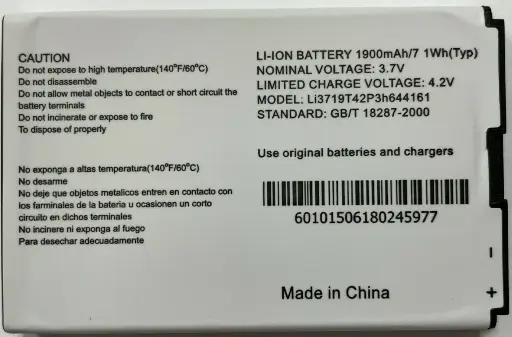 CAUTION
Do not expose to high temperature(140°F/60°C)
Do not disassemble
Do not allow metal objects to contact or short circuit the
battery terminals
Do not incinerate or expose to fire
To dispose of properly
No exponga a altas temperatura(140°F/60°C)
No desarme
No deje que objetos metalicos entren en contacto con
los farminales de la bateria u ocasionen un corto
circuito en dichos terminales
No incinere ni exponga al fuego
Para desechar adecuadamente
LI-ION BATTERY 1900mAh/7 1Wh(Typ)
NOMINAL VOLTAGE: 3.7V
LIMITED CHARGE VOLTAGE: 4.2V
MODEL: Li3719T42P3h644161
STANDARD: GB/T 18287-2000
Use original batteries and chargers
60101506180245977
Made in China
–
+